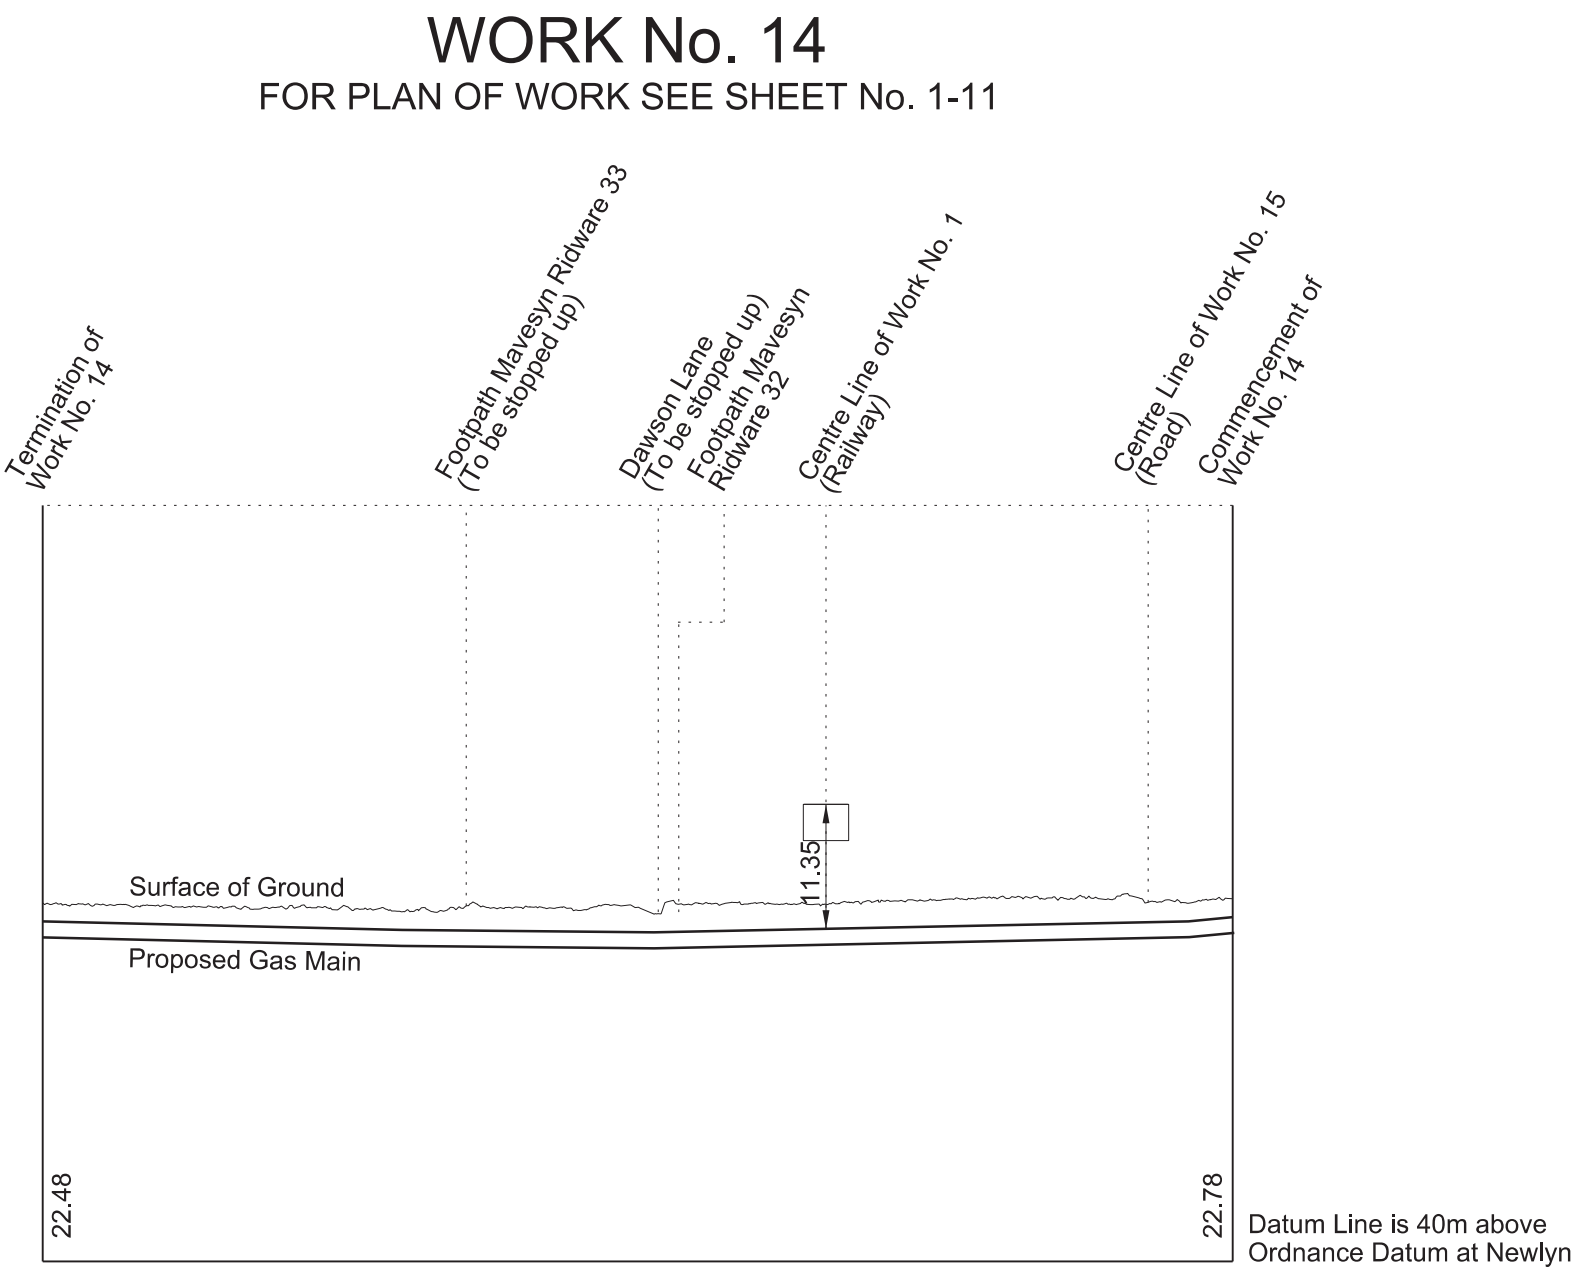 WORK No. 14
FOR PLAN OF WORK SEE SHEET No. 1-11
Termination of
Work No. 14
Footpath Mavesyn Ridware 33
(To be stopped up)
Dawson Lane
(To be stopped up)
Footpath Mavesyn
Ridware 32
Centre Line of Work No. 1
(Railway)
Centre Line of Work No. 15
(Road)
Commencement of
Work No. 14
11.35
Surface of Ground
Proposed Gas Main
22.48
22.78
Datum Line is 40m above
Ordnance Datum at Newlyn